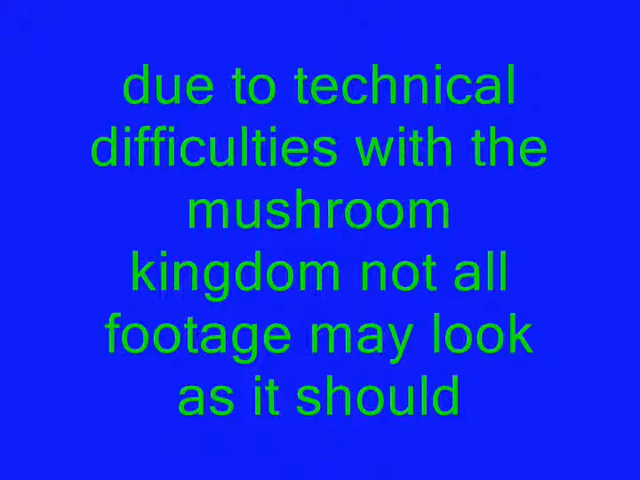 due to technical
difficulties with the
mushroom
kingdom not all
footage may look
as it should